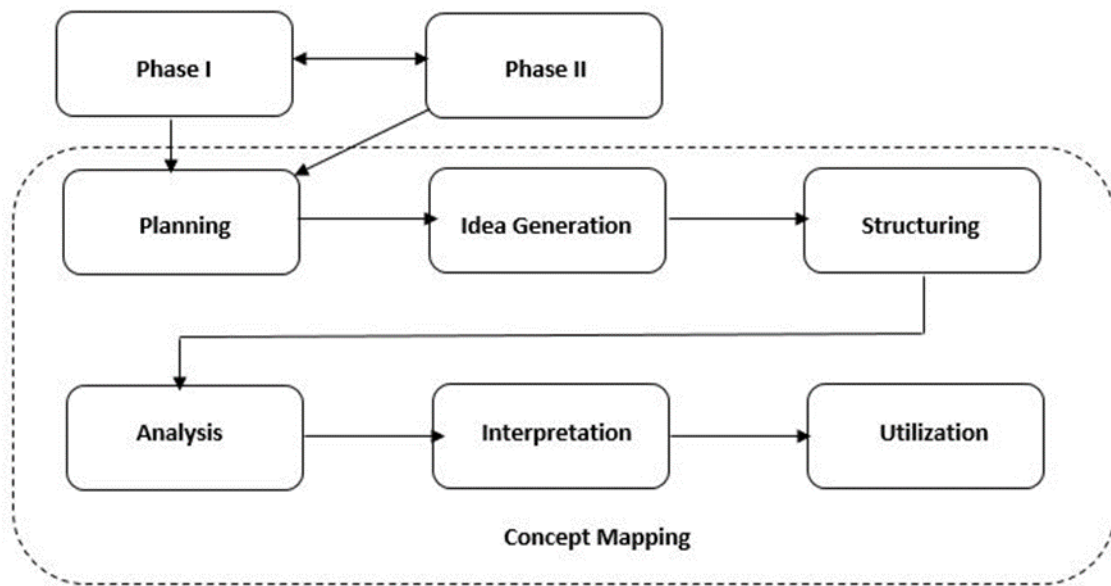 Phase I
Phase II
Planning
Idea Generation
Structuring
Analysis
Interpretation
Utilization
Concept Mapping